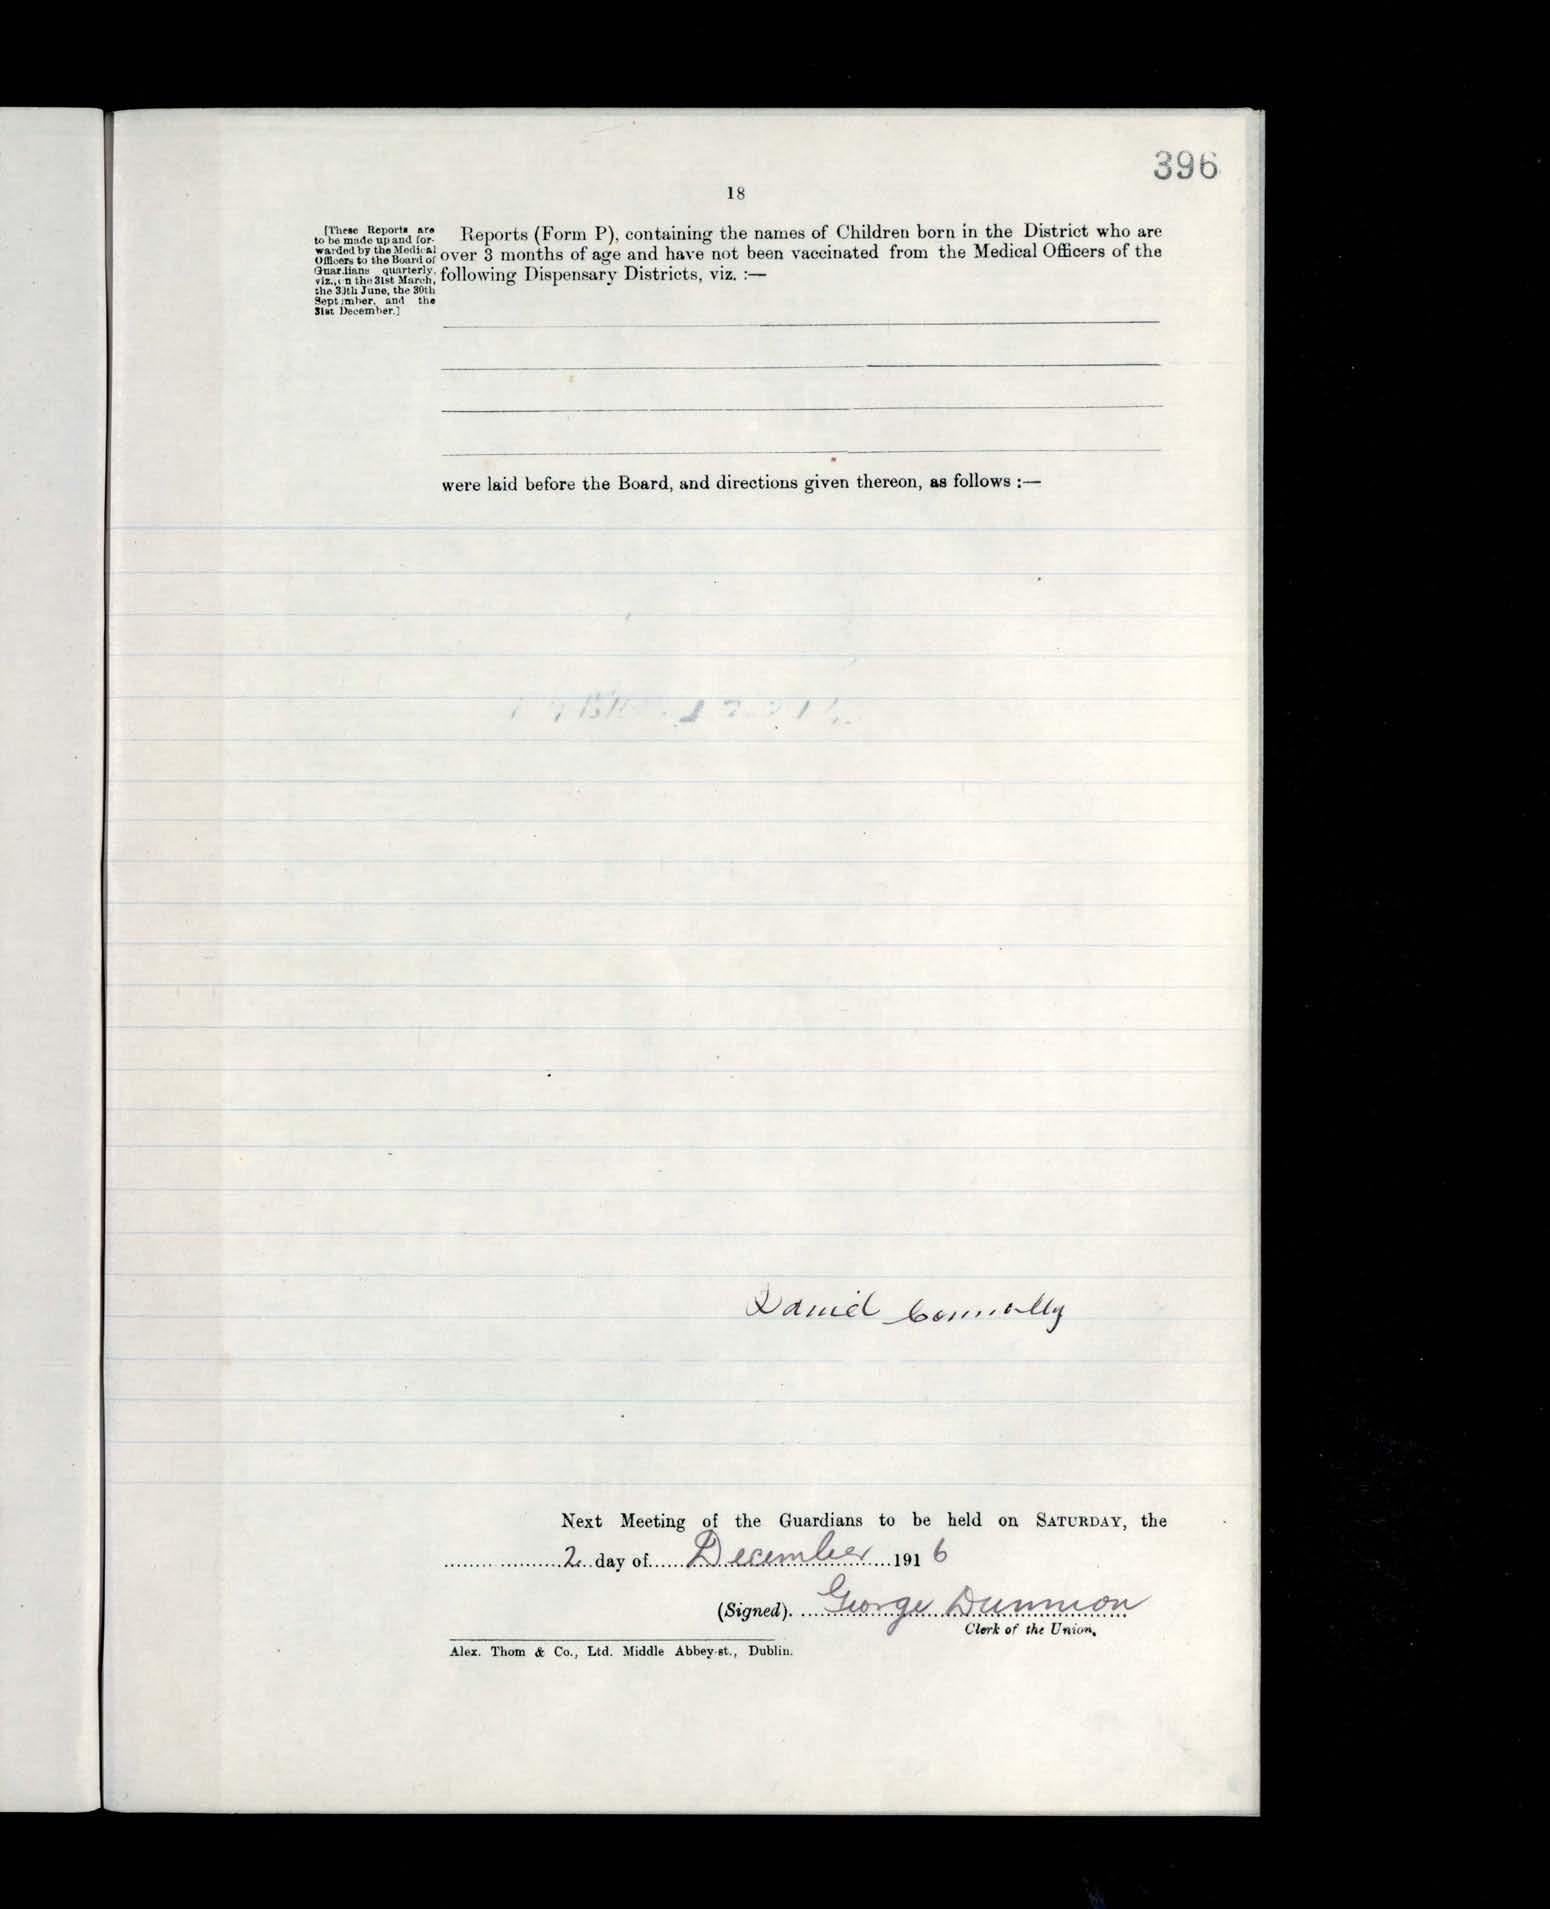 396
18
[These Reports are
to be made up and for-
warded by the Medical
Officers to the Board of
Guardians quarterly,
viz., on the 31st March,
the 30th June, the 30th
September, and the
31st December.]
Reports (Form P), containing the names of Children born in the District who are
over 3 months of age and have not been vaccinated from the Medical Officers of the
following Dispensary Districts, viz. :—
were laid before the Board, and directions given thereon, as follows :—
Daniel Connolly
Next Meeting of the Guardians to be held on SATURDAY, the
2 day of December 1916
(Signed). George Dunnion
Clerk of the Union.
Alex. Thom & Co., Ltd. Middle Abbey-st., Dublin.